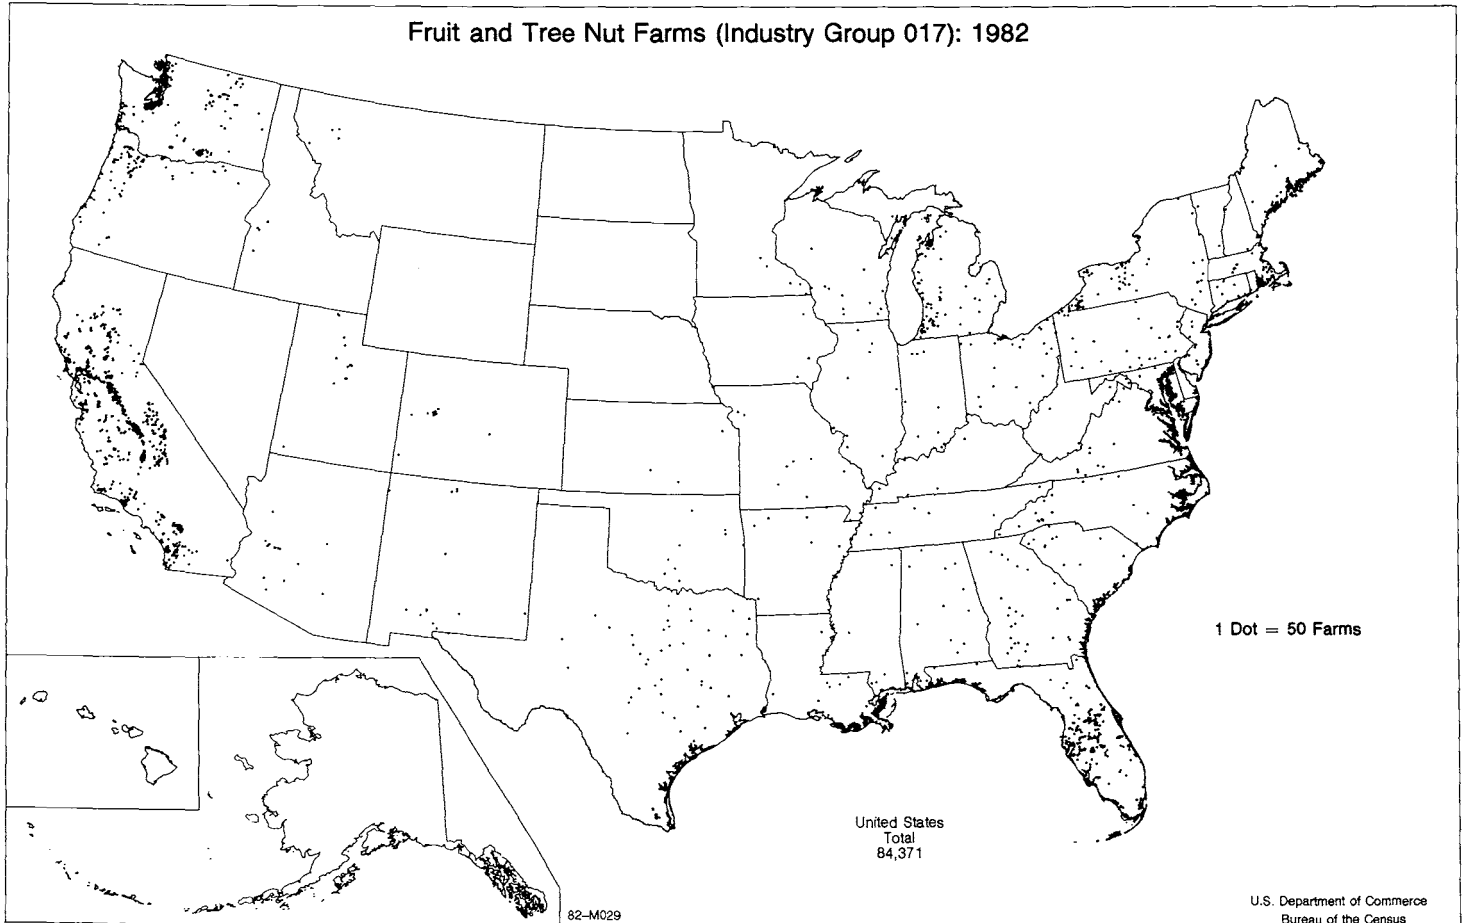 Fruit and Tree Nut Farms (Industry Group 017): 1982
1 Dot = 50 Farms
United States
Total
84,371
82–M029
U.S. Department of Commerce
Bureau of the Census